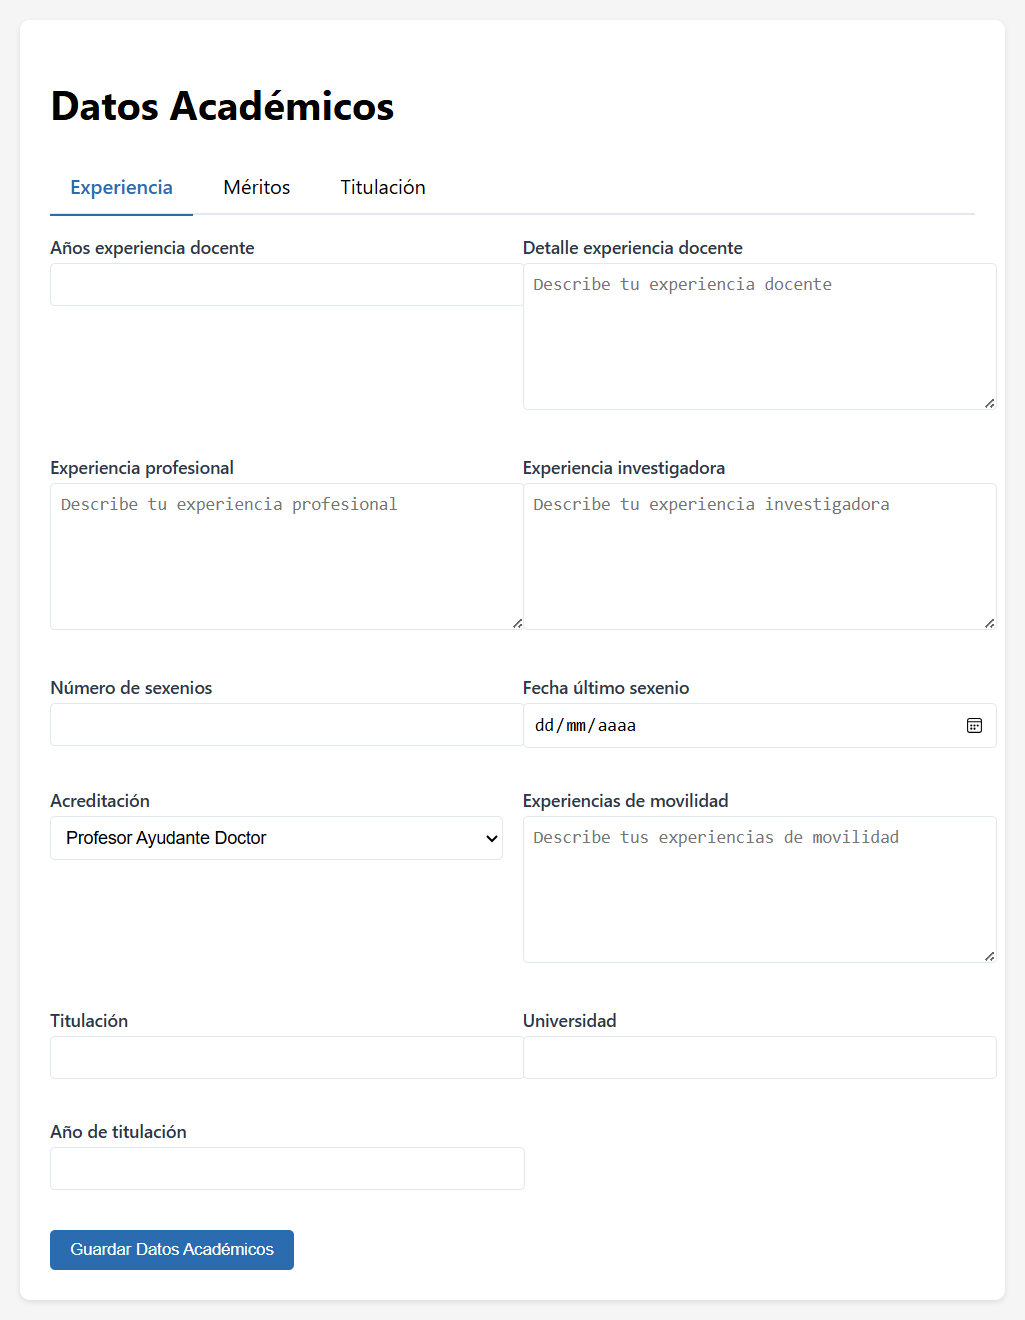 Datos Académicos
Experiencia Méritos Titulación
Años experiencia docente Detalle experiencia docente
Describe tu experiencia docente
Experiencia profesional Experiencia investigadora
Describe tu experiencia profesional Describe tu experiencia investigadora
Número de sexenios Fecha último sexenio
dd/mm/aaaa
Acreditación Experiencias de movilidad
Profesor Ayudante Doctor Describe tus experiencias de movilidad
Titulación Universidad
Año de titulación
Guardar Datos Académicos